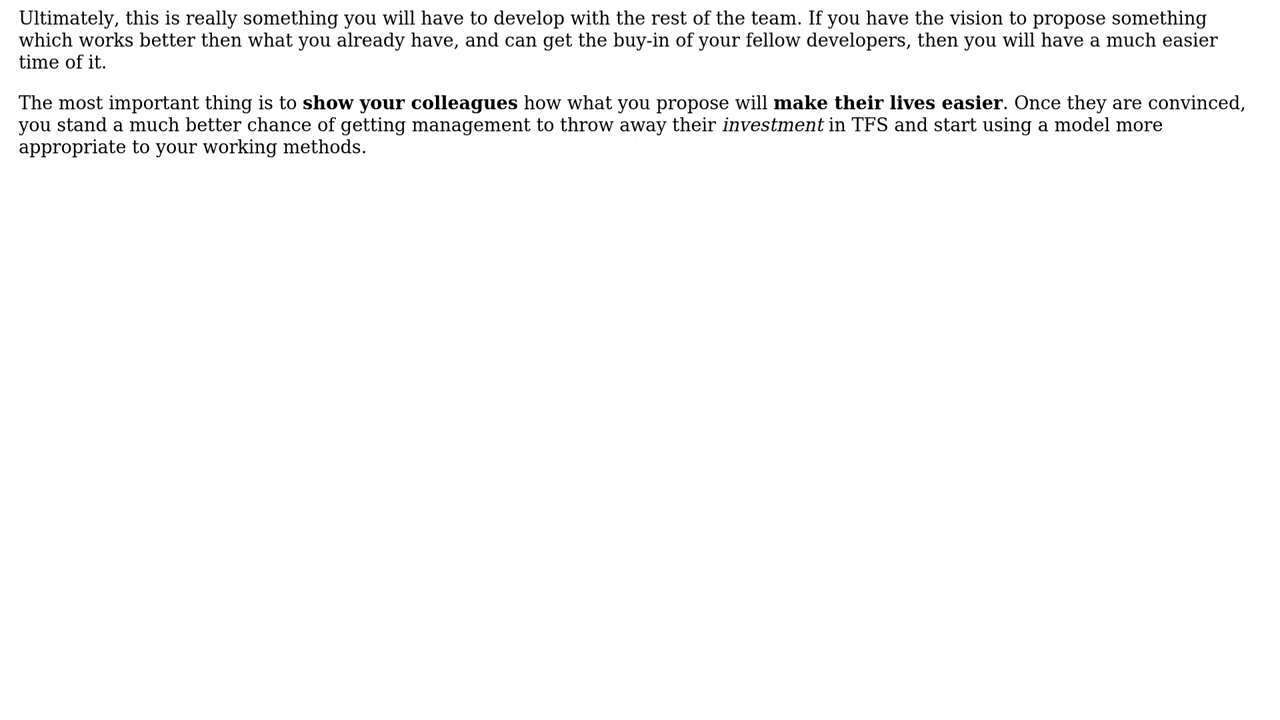 Ultimately, this is really something you will have to develop with the rest of the team. If you have the vision to propose something
which works better then what you already have, and can get the buy-in of your fellow developers, then you will have a much easier
time of it.
The most important thing is to show your colleagues how what you propose will make their lives easier. Once they are convinced,
you stand a much better chance of getting management to throw away their investment in TFS and start using a model more
appropriate to your working methods.